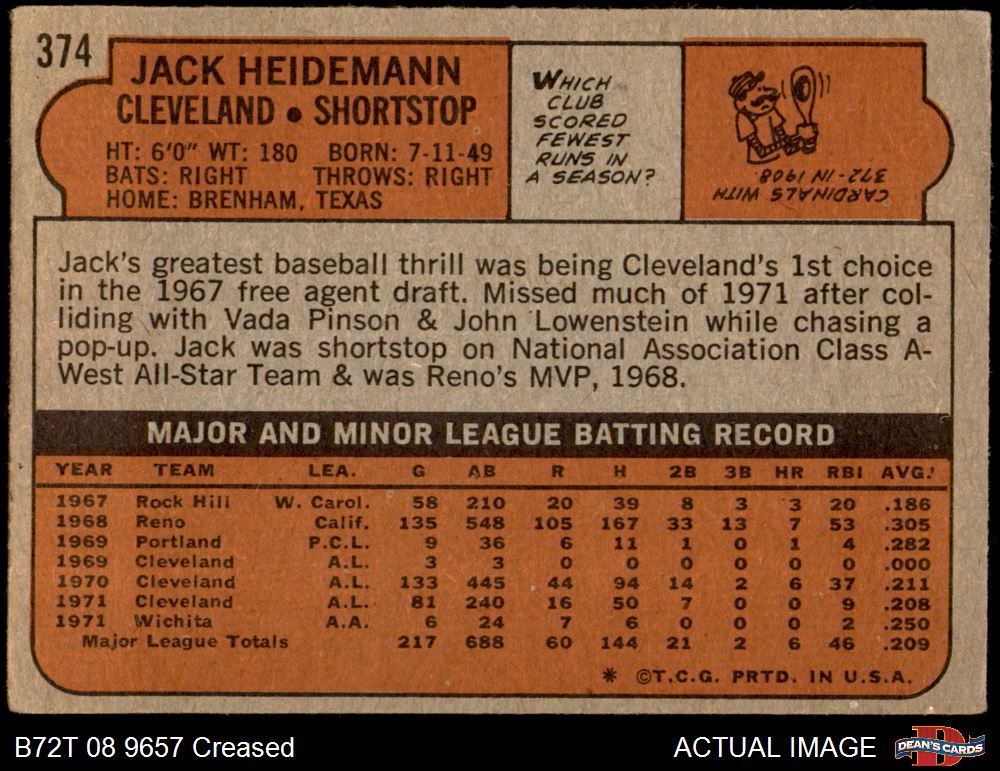 374
JACK HEIDEMANN
CLEVELAND • SHORTSTOP
HT: 6'0" WT: 180 BORN: 7-11-49
BATS: RIGHT THROWS: RIGHT
HOME: BRENHAM, TEXAS
WHICH
CLUB
SCORED
FEWEST
RUNS IN
A SEASON?
CARDINALS WITH
372-IN 1908.
Jack's greatest baseball thrill was being Cleveland's 1st choice
in the 1967 free agent draft. Missed much of 1971 after col-
liding with Vada Pinson & John Lowenstein while chasing a
pop-up. Jack was shortstop on National Association Class A-
West All-Star Team & was Reno's MVP, 1968.
MAJOR AND MINOR LEAGUE BATTING RECORD
YEAR TEAM LEA. G AB R H 2B 3B HR RBI AVG.
1967 Rock Hill W. Carol. 58 210 20 39 8 3 3 20 .186
1968 Reno Calif. 135 548 105 167 33 13 7 53 .305
1969 Portland P.C.L. 9 36 6 11 1 0 1 4 .282
1969 Cleveland A.L. 3 3 0 0 0 0 0 0 .000
1970 Cleveland A.L. 133 445 44 94 14 2 6 37 .211
1971 Cleveland A.L. 81 240 16 50 7 0 0 9 .208
1971 Wichita A.A. 6 24 7 6 0 0 0 2 .250
Major League Totals 217 688 60 144 21 2 6 46 .209
* ©T.C.G. PRTD. IN U.S.A.
B72T 08 9657 Creased
ACTUAL IMAGE
D
DEAN'S CARDS